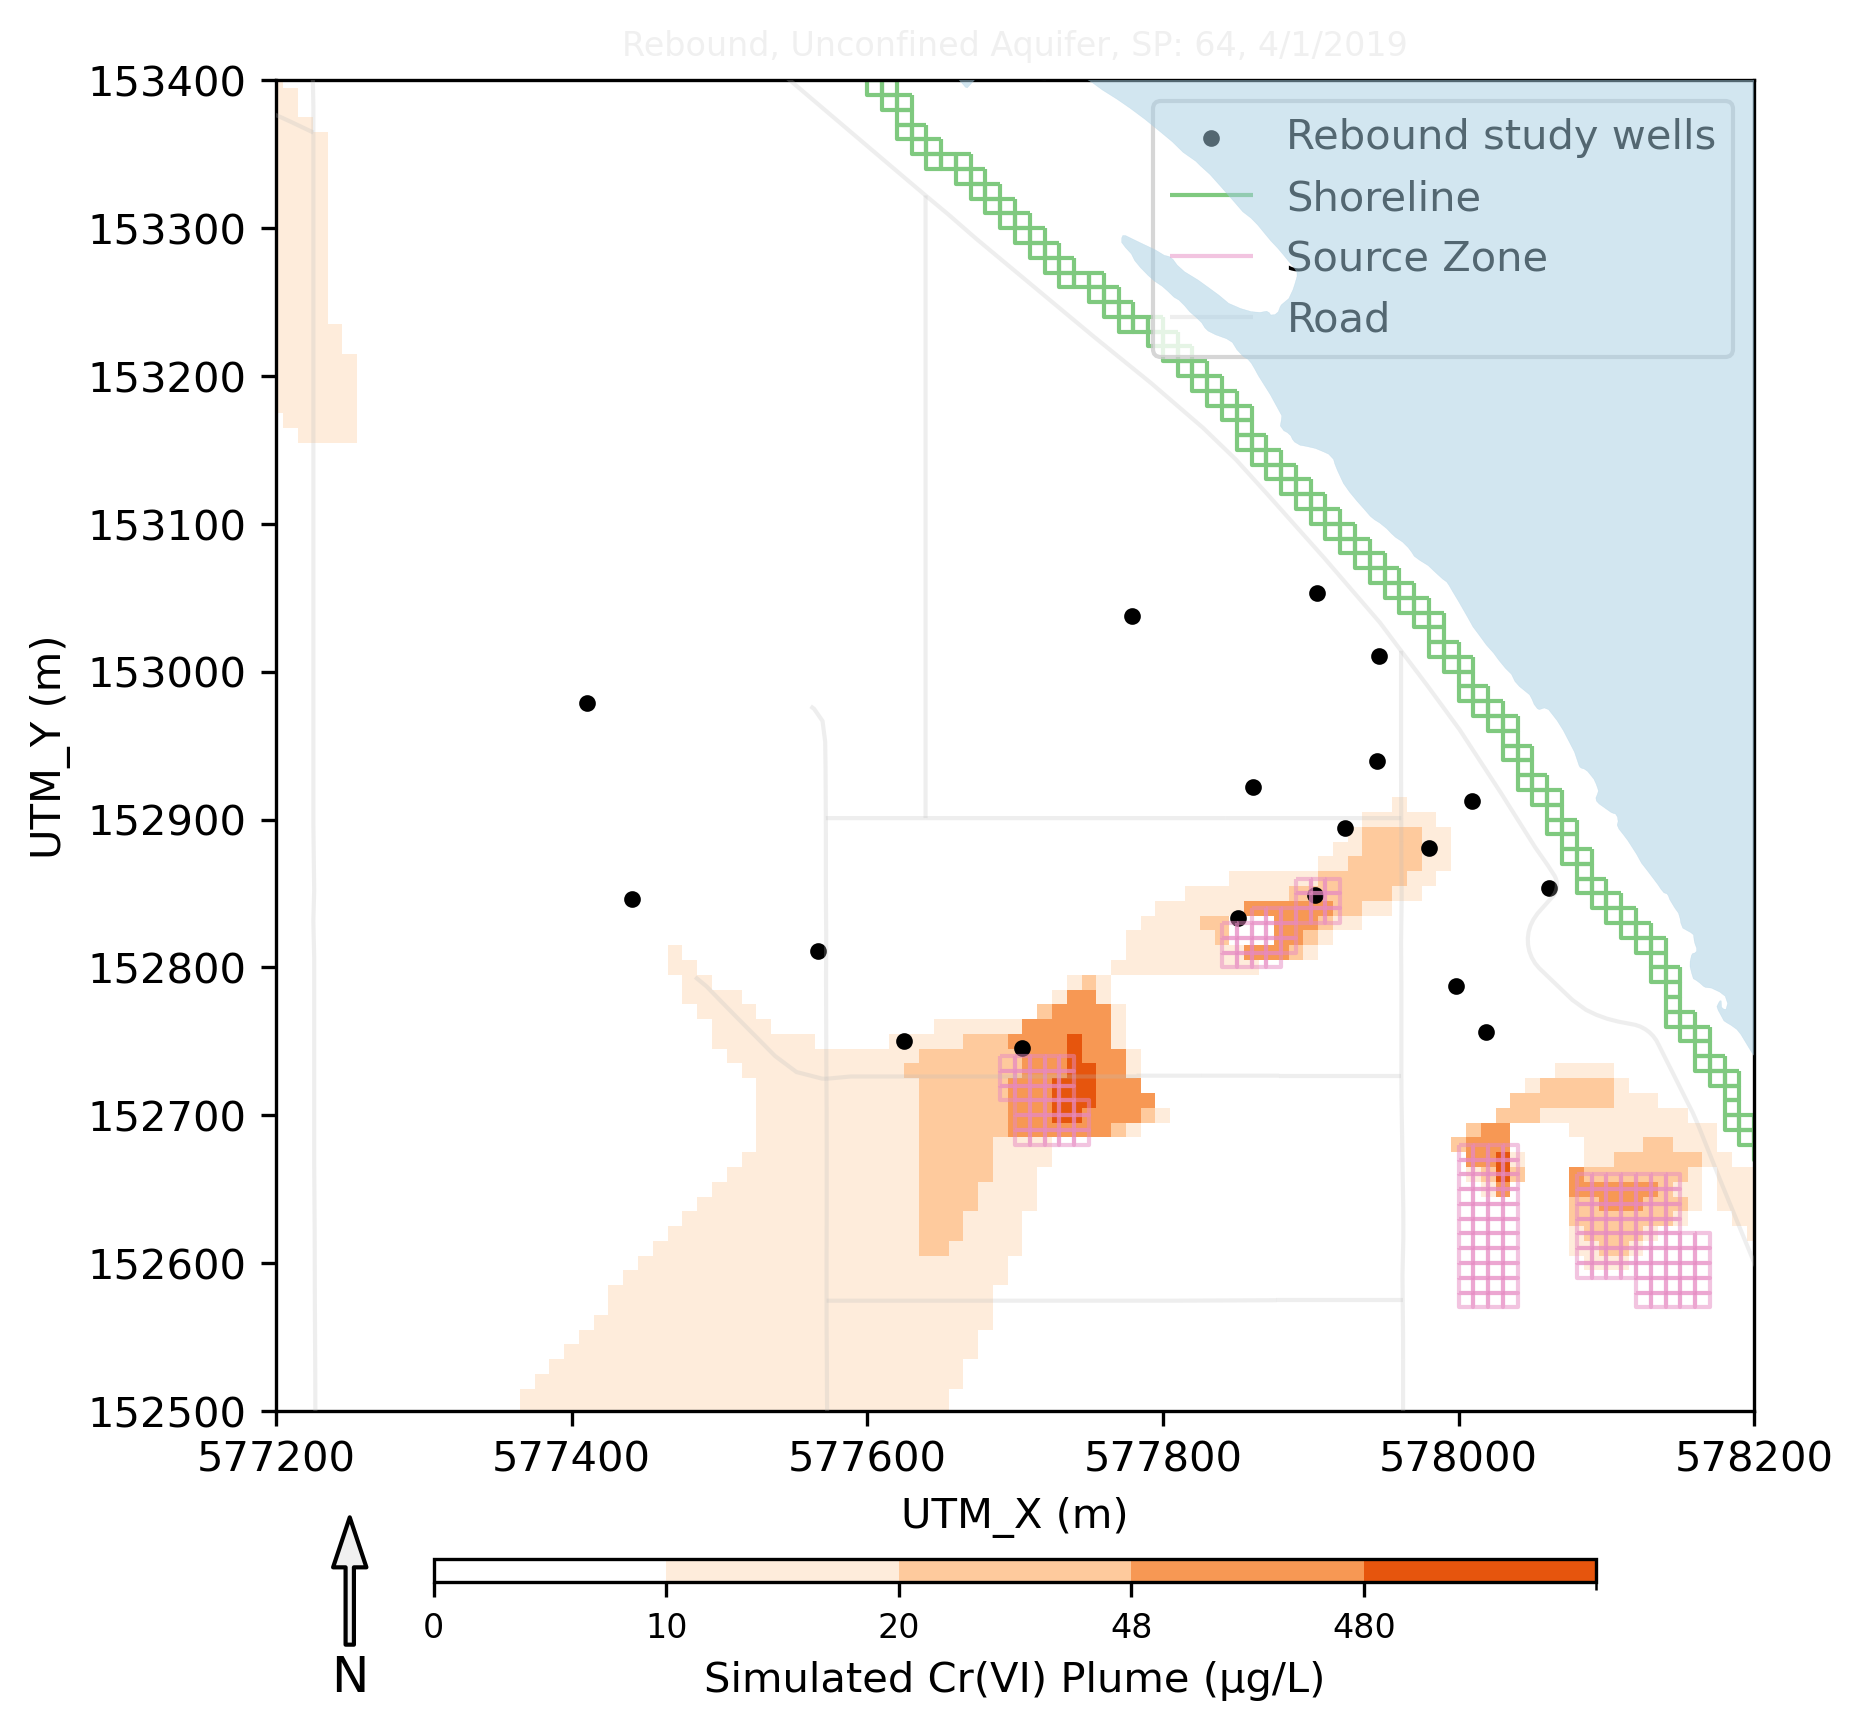 Rebound, Unconfined Aquifer, SP: 64, 4/1/2019
153400
153300
153200
153100
153000
152900
152800
152700
152600
152500
UTM_Y (m)
Rebound study wells
Shoreline
Source Zone
Road
577200
577400
577600
577800
578000
578200
UTM_X (m)
N
0
10
20
48
480
Simulated Cr(VI) Plume (μg/L)